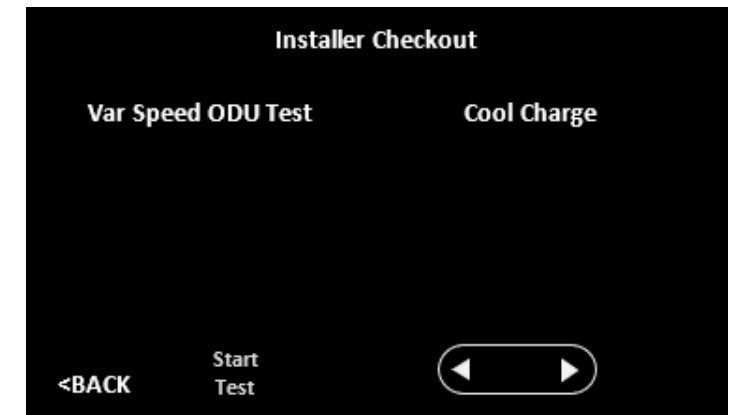 Installer Checkout
Var Speed ODU Test
Cool Charge
<BACK
Start
Test